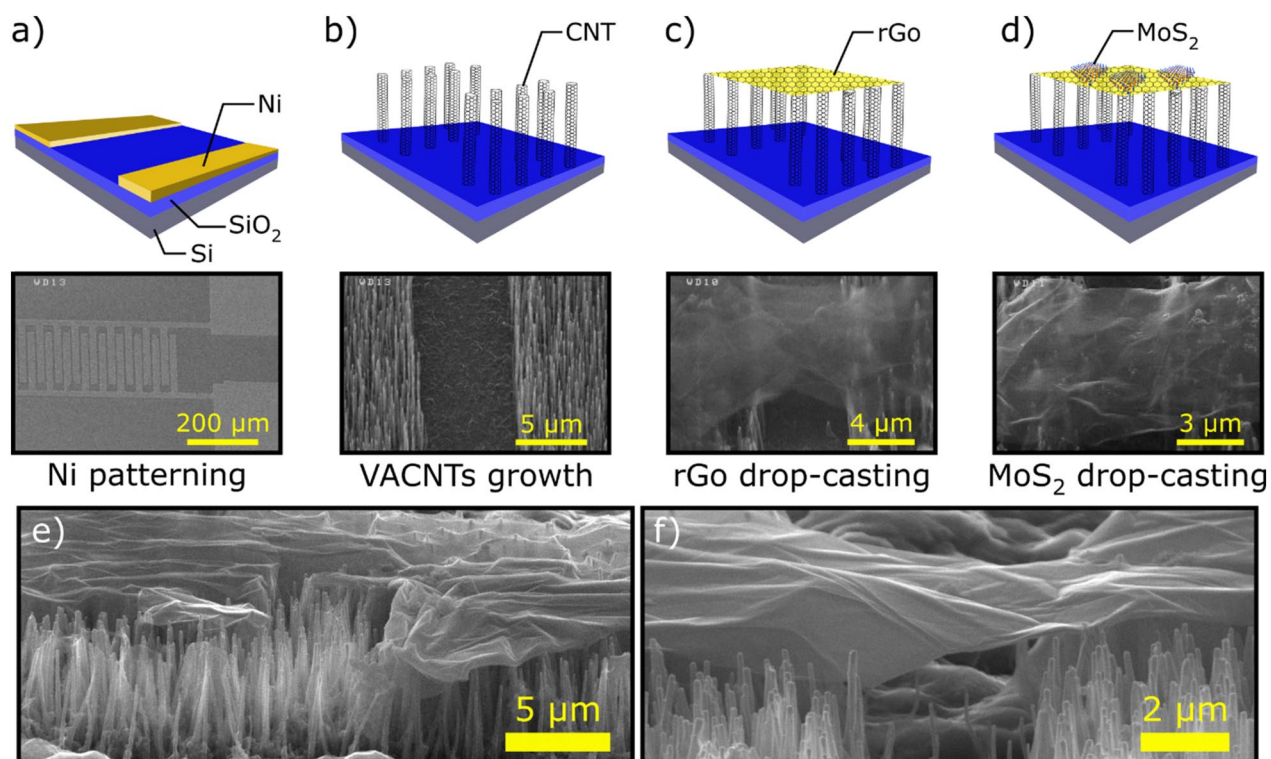 a)
b)
c)
d)
CNT
rGo
MoS₂
Ni
SiO₂
Si
WD13
WD13
WD10
200 µm
5 µm
4 µm
3 µm
Ni patterning
VACNTs growth
rGo drop-casting
MoS₂ drop-casting
e)
f)
5 µm
2 µm